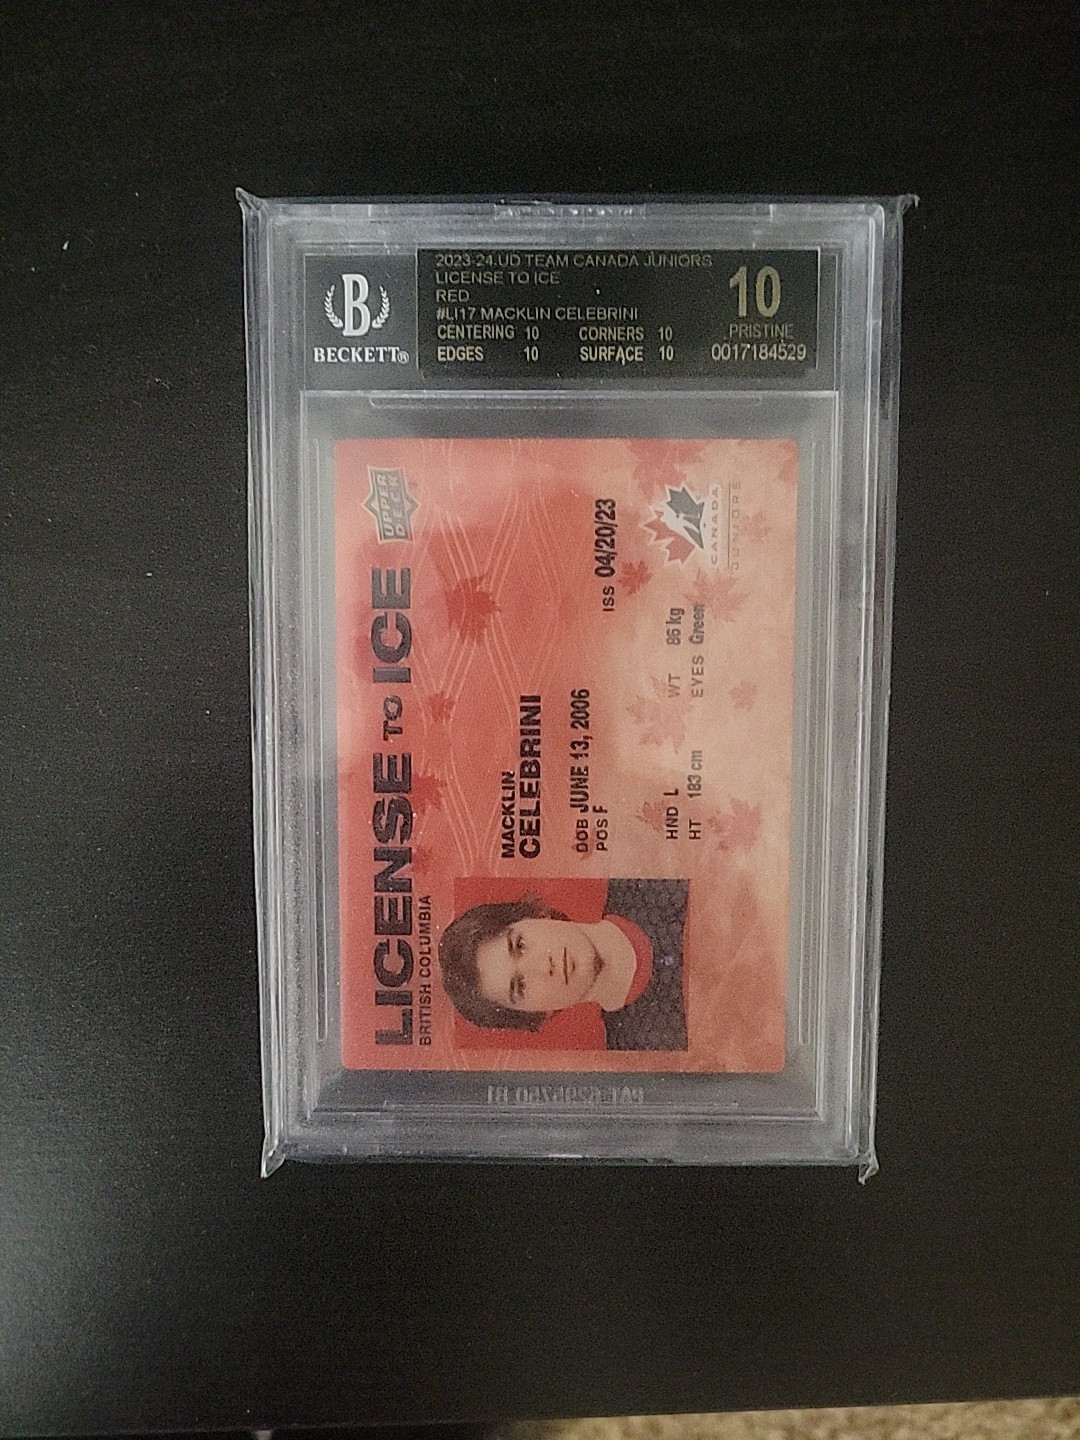 2023-24 UD TEAM CANADA JUNIORS
LICENSE TO ICE
RED
#LI17 MACKLIN CELEBRINI
CENTERING 10 CORNERS 10
EDGES 10 SURFACE 10
10
PRISTINE
0017184529
B
BECKETT®
LICENSE TO ICE
UPPER DECK
BRITISH COLUMBIA
MACKLIN
CELEBRINI
DOB JUNE 13, 2006
POS F
ISS 04/20/23
HND L WT 86 kg
HT 183 cm EYES Green
CANADA
JUNIORS